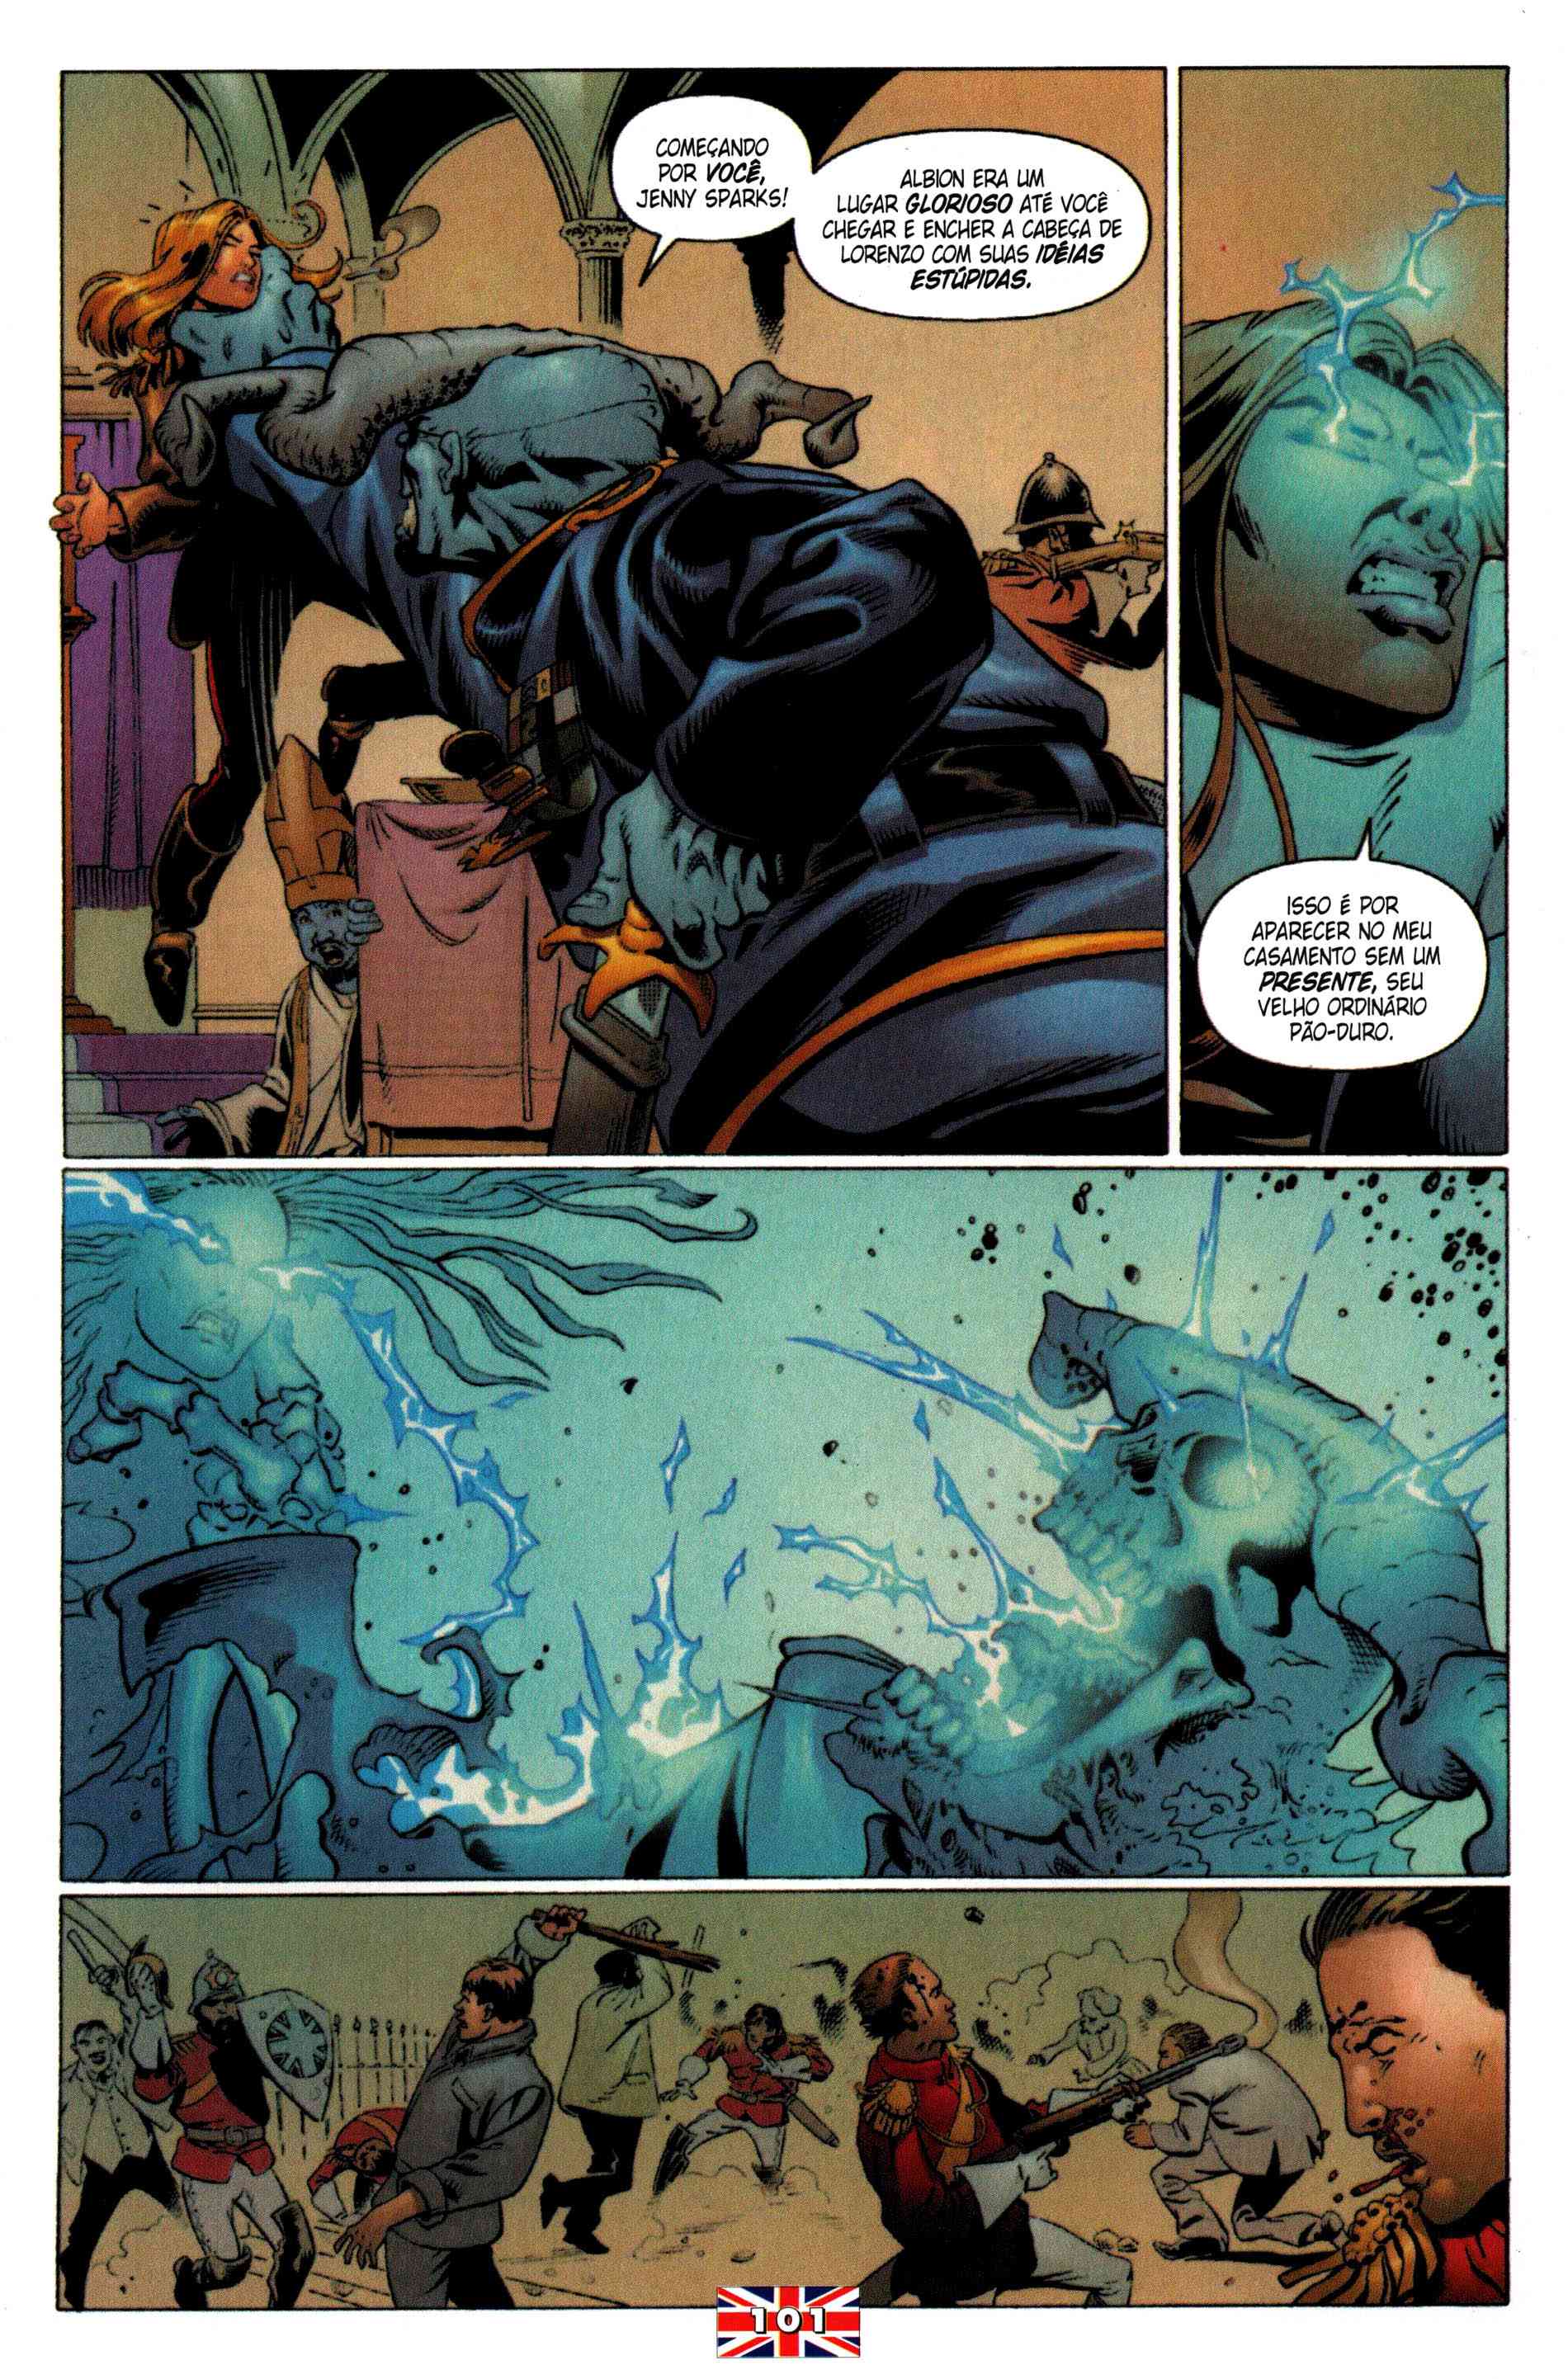 COMEÇANDO
POR VOCÊ,
JENNY SPARKS!
ALBION ERA UM
LUGAR GLORIOSO ATÉ VOCÊ
CHEGAR E ENCHER A CABEÇA DE
LORENZO COM SUAS IDÉIAS
ESTÚPIDAS.
ISSO É POR
APARECER NO MEU
CASAMENTO SEM UM
PRESENTE, SEU
VELHO ORDINÁRIO
PÃO-DURO.
101